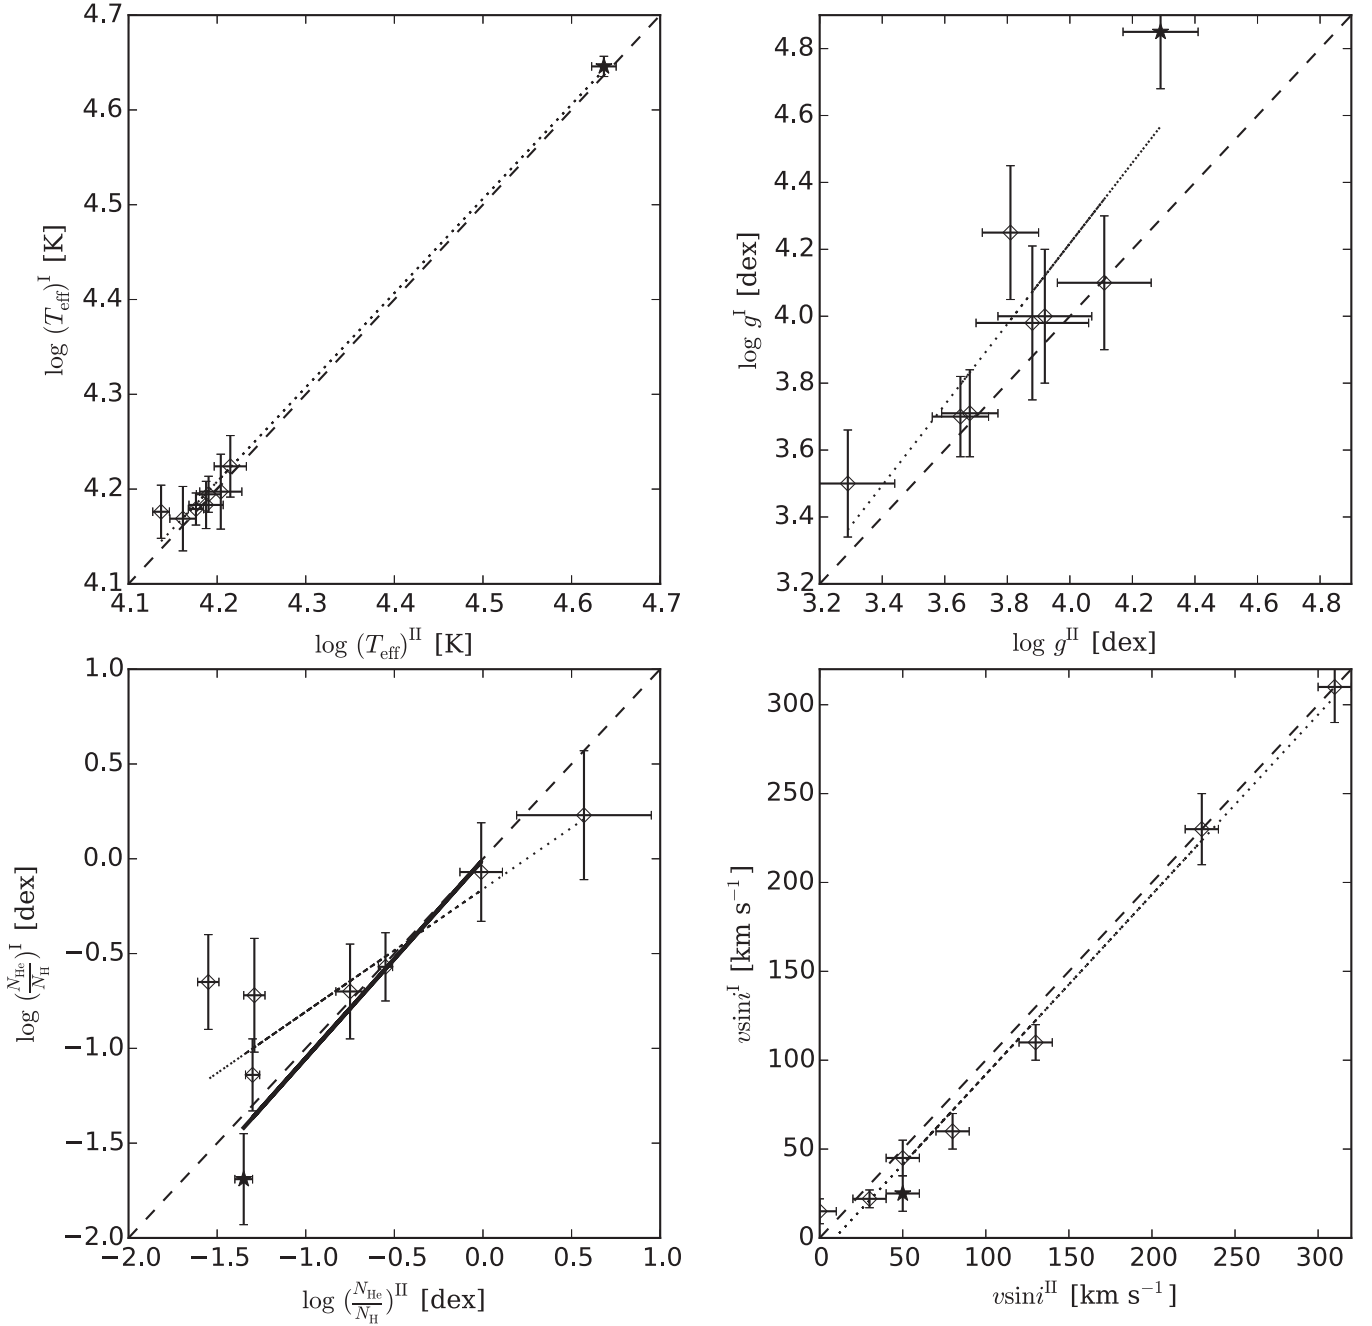 4.7
4.6
4.5
4.4
4.3
4.2
4.1
log (T_eff)^I [K]
4.1 4.2 4.3 4.4 4.5 4.6 4.7
log (T_eff)^II [K]
4.8
4.6
4.4
4.2
4.0
3.8
3.6
3.4
3.2
log g^I [dex]
3.2 3.4 3.6 3.8 4.0 4.2 4.4 4.6 4.8
log g^II [dex]
1.0
0.5
0.0
−0.5
−1.0
−1.5
−2.0
log (N_He/N_H)^I [dex]
−2.0 −1.5 −1.0 −0.5 0.0 0.5 1.0
log (N_He/N_H)^II [dex]
300
250
200
150
100
50
0
vsini^I [km s⁻¹]
0 50 100 150 200 250 300
vsini^II [km s⁻¹]